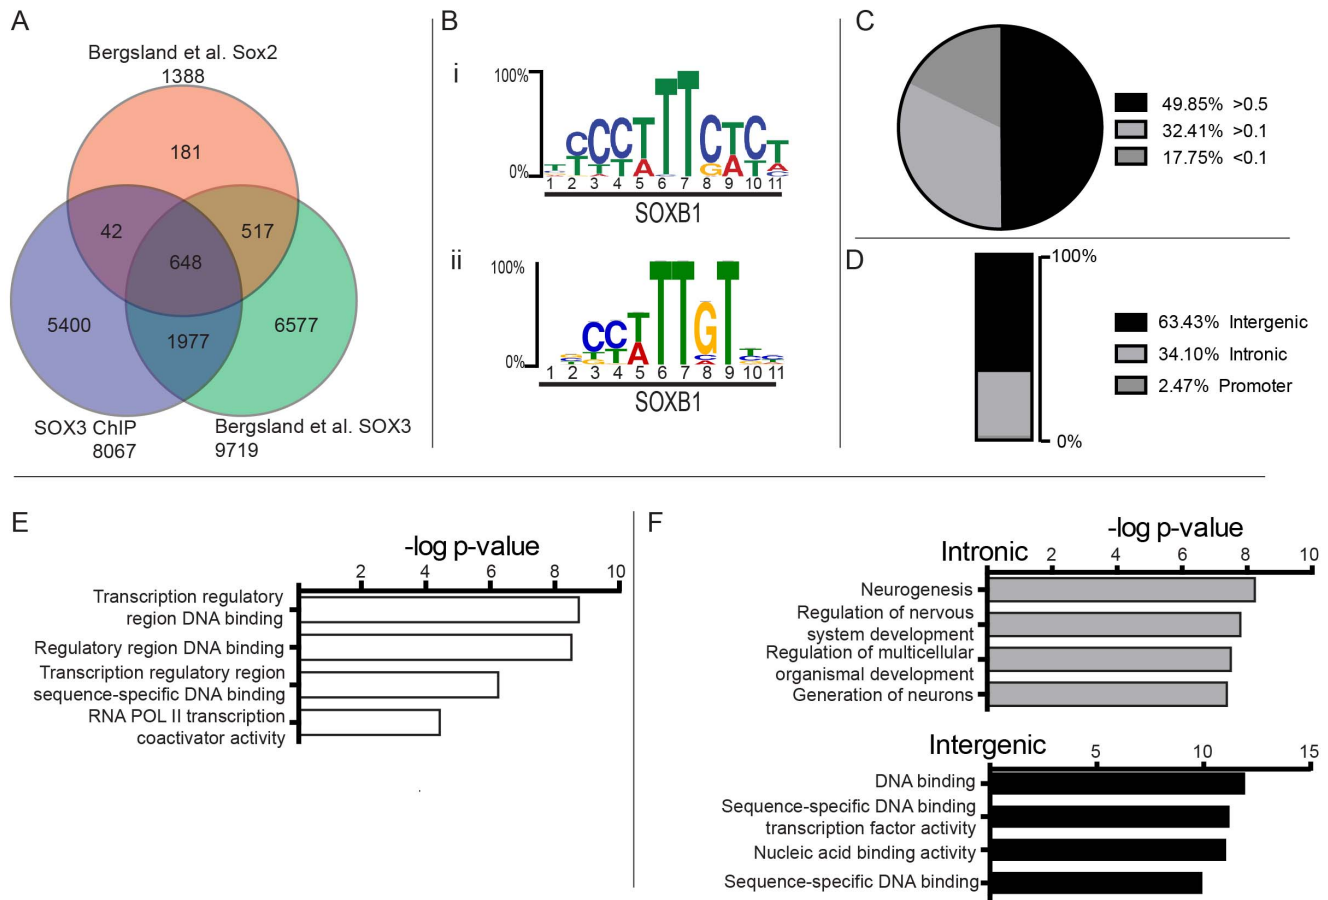 A
Bergsland et al. Sox2
1388
181
42
517
648
5400
1977
6577
SOX3 ChIP
8067
Bergsland et al. SOX3
9719
B
i
100%
0%
1 2 3 4 5 6 7 8 9 10 11
SOXB1
ii
100%
0%
1 2 3 4 5 6 7 8 9 10 11
SOXB1
C
49.85% >0.5
32.41% >0.1
17.75% <0.1
D
100%
0%
63.43% Intergenic
34.10% Intronic
2.47% Promoter
E
-log p-value
2 4 6 8 10
Transcription regulatory
region DNA binding
Regulatory region DNA binding
Transcription regulatory region
sequence-specific DNA binding
RNA POL II transcription
coactivator activity
F
-log p-value
Intronic 2 4 6 8 10
Neurogenesis
Regulation of nervous
system development
Regulation of multicellular
organismal development
Generation of neurons
Intergenic 5 10 15
DNA binding
Sequence-specific DNA binding
transcription factor activity
Nucleic acid binding activity
Sequence-specific DNA binding